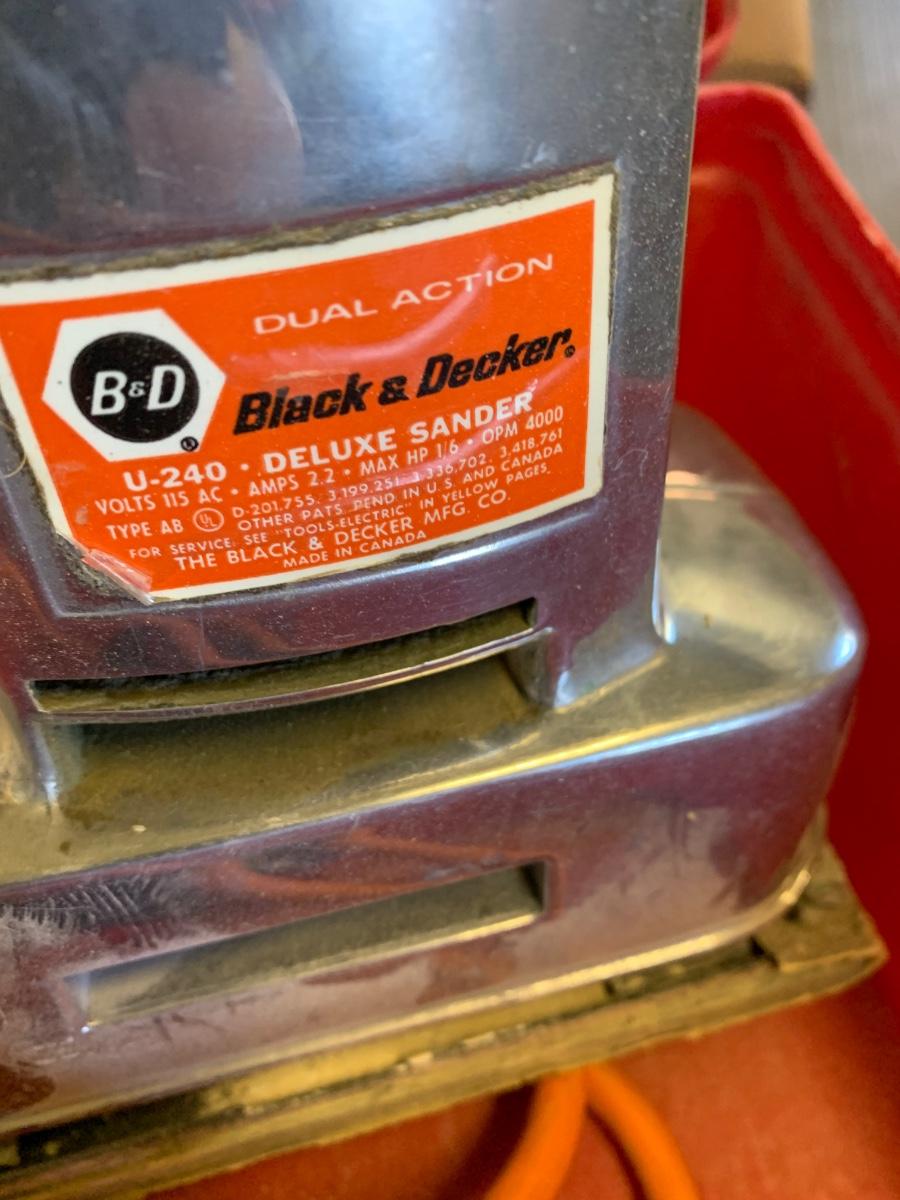 DUAL ACTION
B&D
Black & Decker®
U-240 · DELUXE SANDER
VOLTS 115 AC · AMPS 2.2 · MAX HP 1/6 · OPM 4000
TYPE AB UL D-201.755. 3,199.251. 3,336,702. 3,418,761
OTHER PATS. PEND. IN U.S. AND CANADA
FOR SERVICE: SEE "TOOLS-ELECTRIC" IN YELLOW PAGES.
THE BLACK & DECKER MFG. CO.
MADE IN CANADA